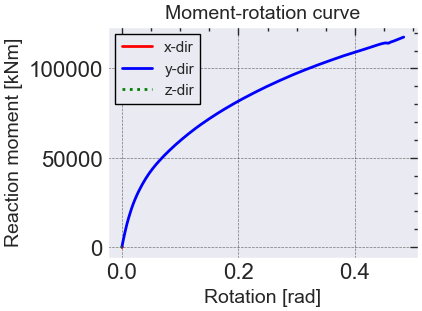 Moment-rotation curve
x-dir
y-dir
z-dir
100000
50000
0
Reaction moment [kNm]
0.0 0.2 0.4
Rotation [rad]